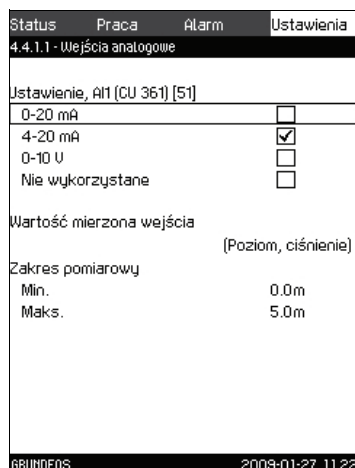 Status Praca Alarm Ustawienia
4.4.1.1 - Wejścia analogowe
Ustawienie, AI1 (CU 361) [51]
0-20 mA
4-20 mA
0-10 V
Nie wykorzystane
Wartość mierzona wejścia
(Poziom, ciśnienie)
Zakres pomiarowy
Min. 0.0m
Maks. 5.0m
GRUNDFOS 2009-01-27 11:22